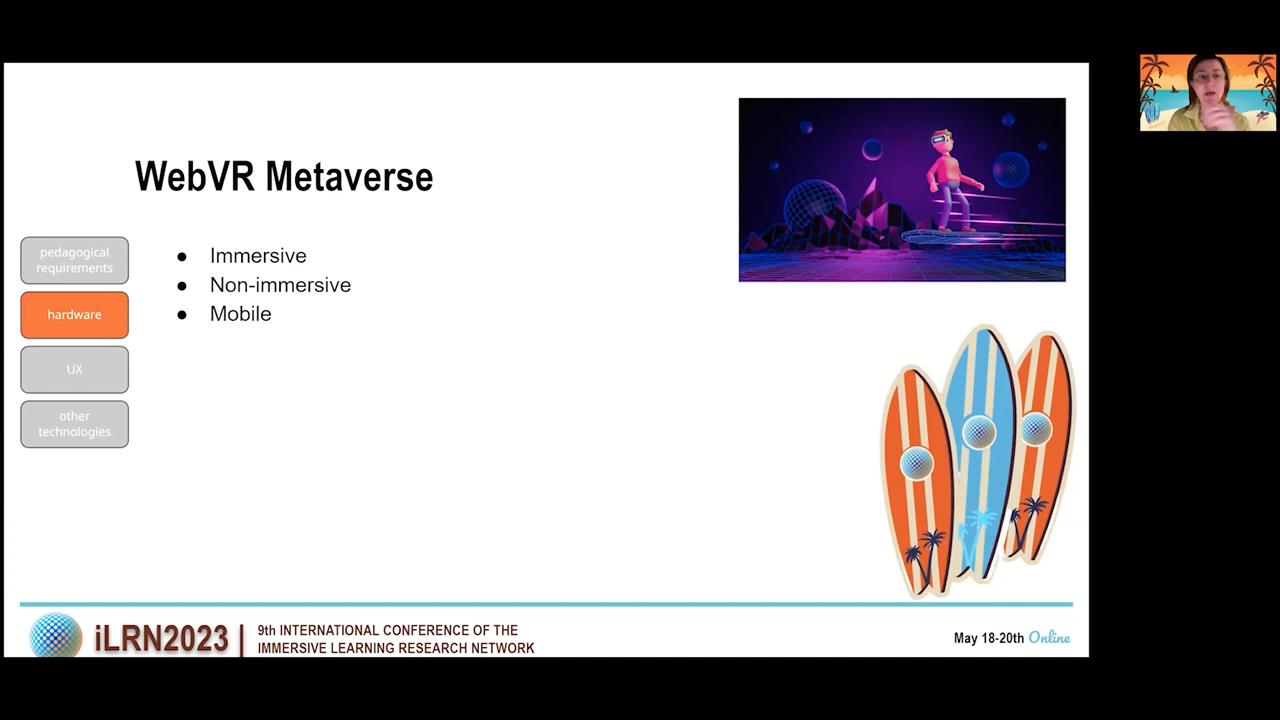 WebVR Metaverse
pedagogical
requirements
hardware
UX
other
technologies
● Immersive
● Non-immersive
● Mobile
iLRN2023 |
9th INTERNATIONAL CONFERENCE OF THE
IMMERSIVE LEARNING RESEARCH NETWORK
May 18-20th Online